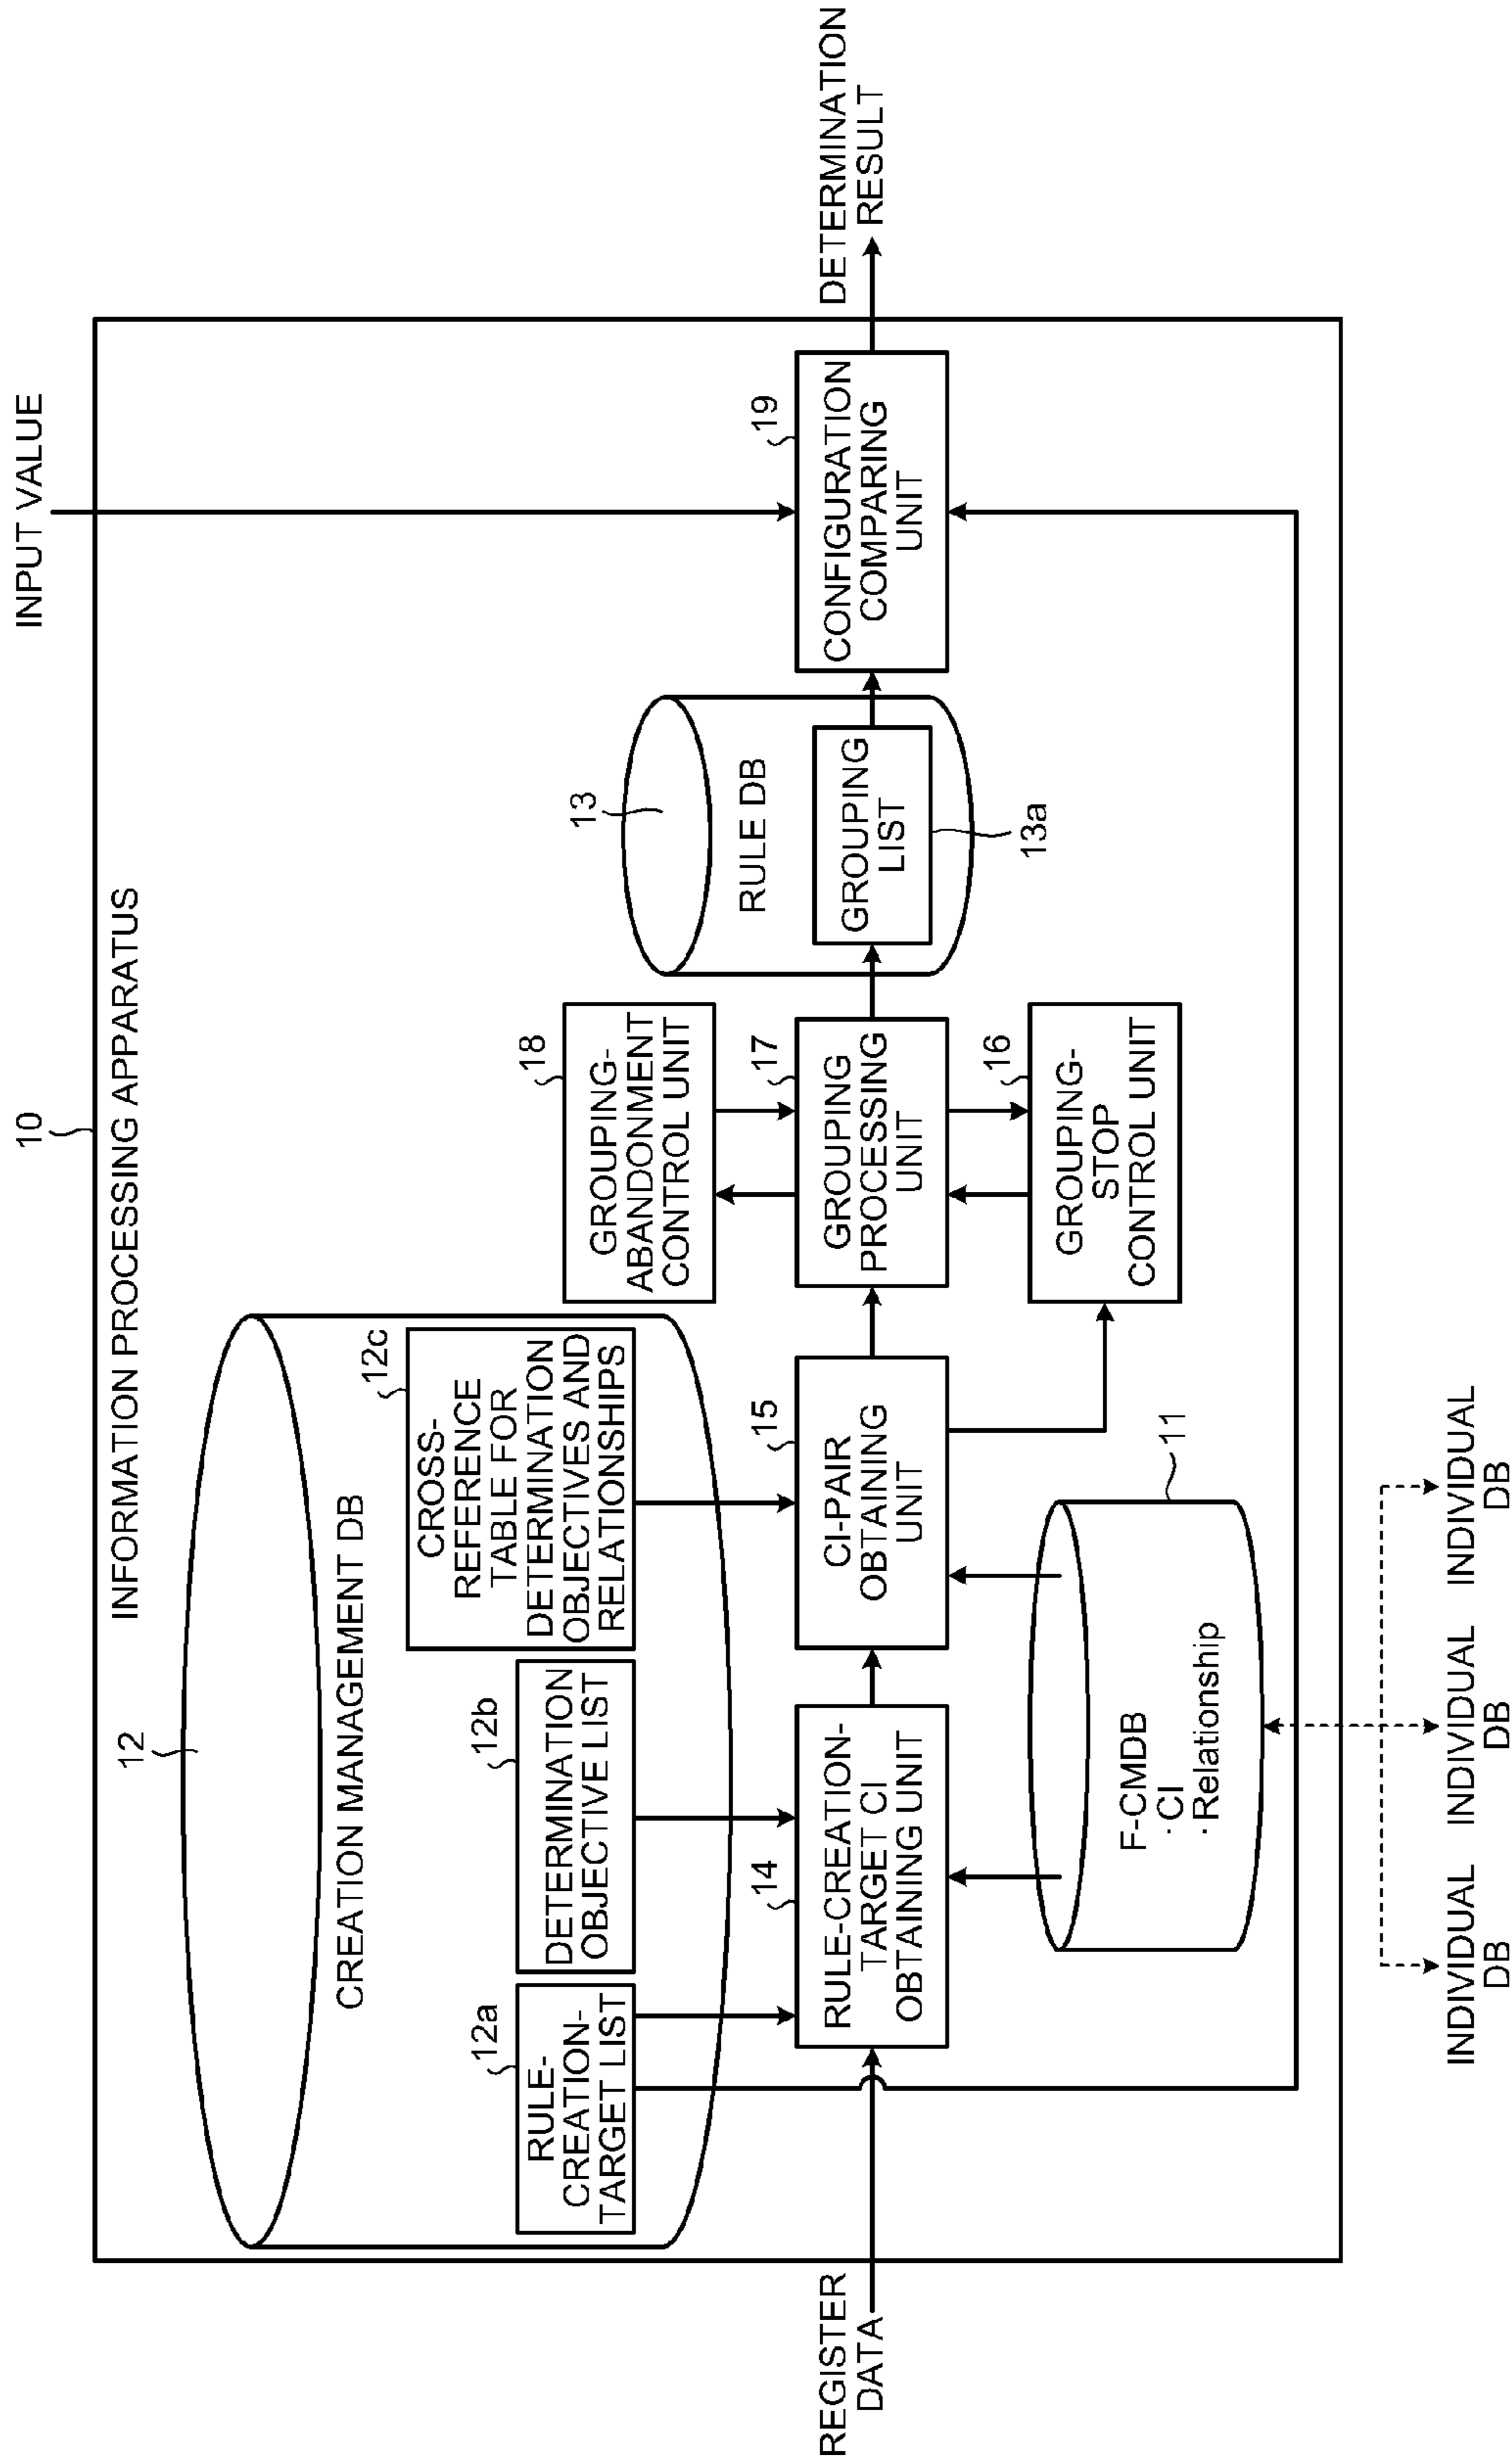 INPUT VALUE
10
INFORMATION PROCESSING APPARATUS
12
CREATION MANAGEMENT DB
12a
RULE-
CREATION-
TARGET LIST
12b
DETERMINATION
OBJECTIVE LIST
12c
CROSS-
REFERENCE
TABLE FOR
DETERMINATION
OBJECTIVES AND
RELATIONSHIPS
18
GROUPING-
ABANDONMENT
CONTROL UNIT
13
RULE DB
GROUPING
LIST
13a
REGISTER
DATA
14
RULE-CREATION-
TARGET CI
OBTAINING UNIT
15
CI-PAIR
OBTAINING
UNIT
17
GROUPING
PROCESSING
UNIT
19
CONFIGURATION
COMPARING
UNIT
DETERMINATION
RESULT
16
GROUPING-
STOP
CONTROL UNIT
11
F-CMDB
· CI
· Relationship
INDIVIDUAL
DB
INDIVIDUAL
DB
INDIVIDUAL
DB